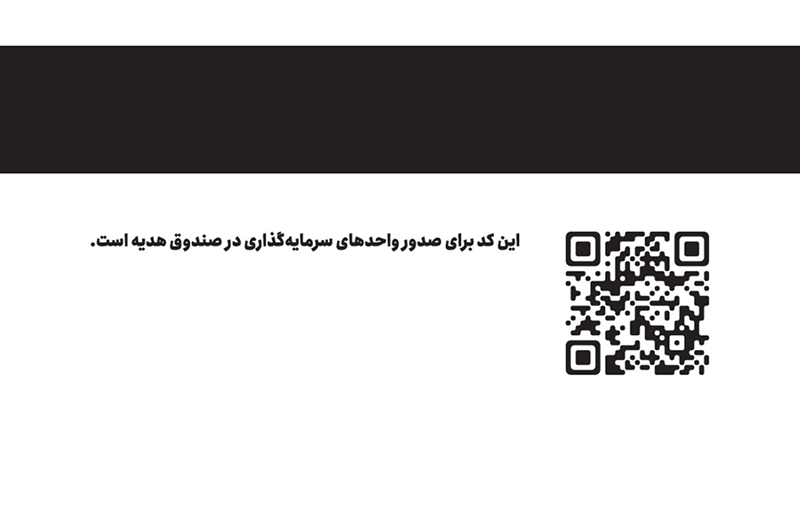 این کد برای صدور واحدهای سرمایه‌گذاری در صندوق هدیه است.